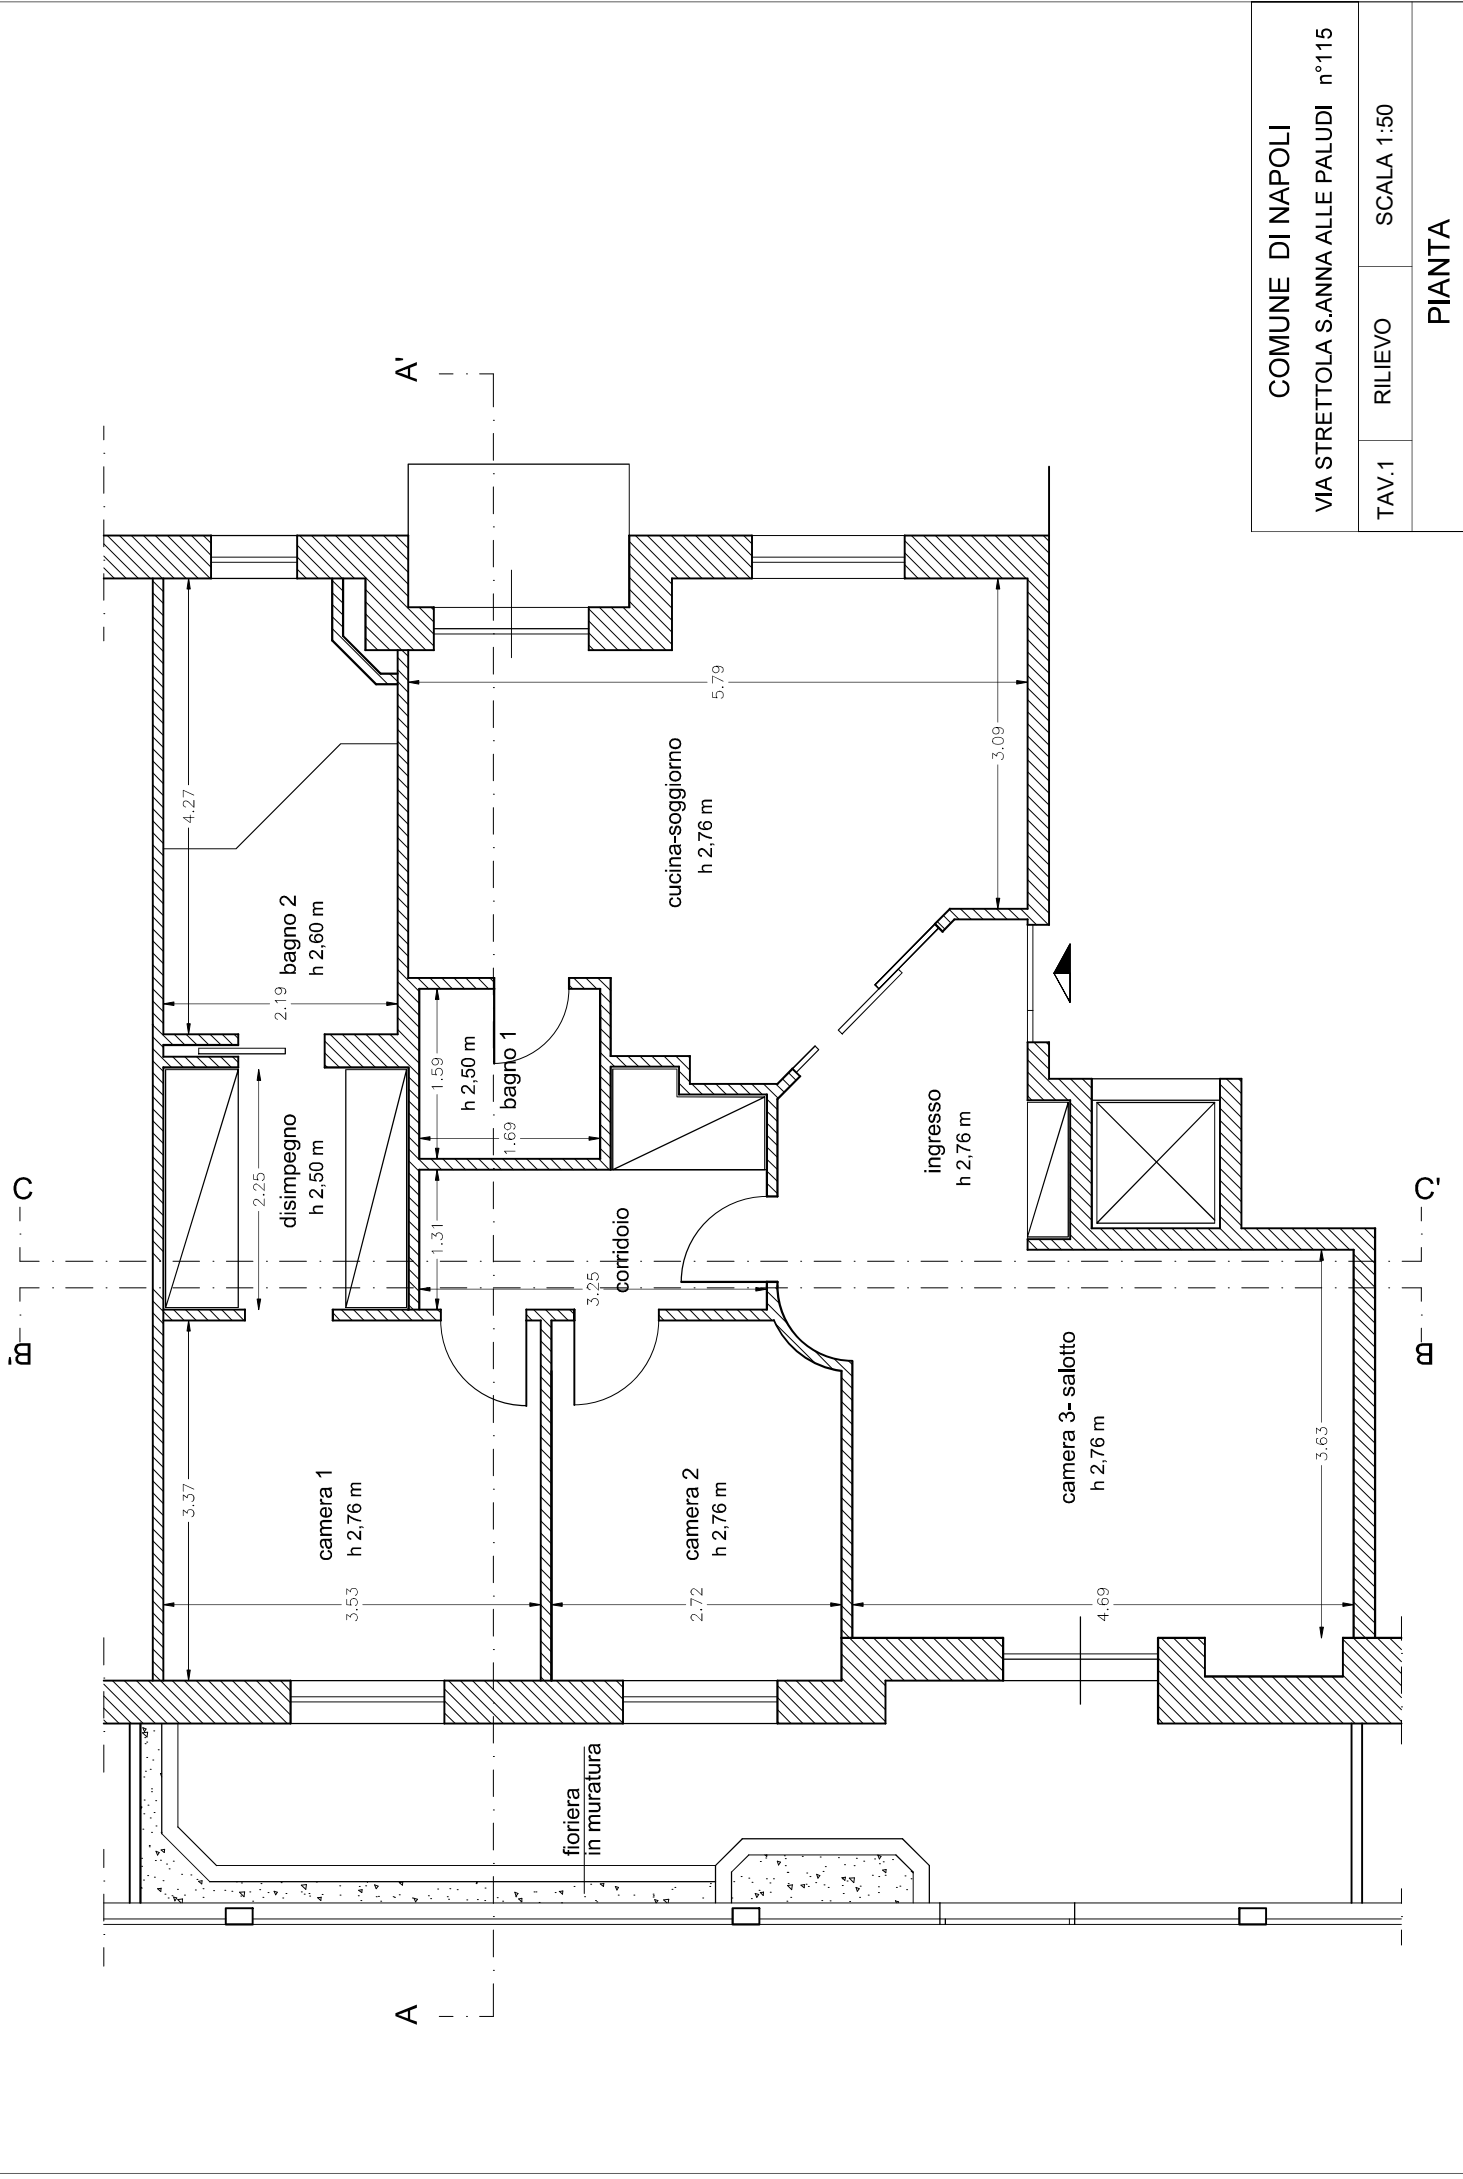 COMUNE DI NAPOLI
VIA STRETTOLA S.ANNA ALLE PALUDI n°115
TAV.1
RILIEVO
SCALA 1:50
PIANTA
C
B'
C'
B
A
A'
camera 1
h 2,76 m
3.37
3.53
camera 2
h 2,76 m
2.72
camera 3- salotto
h 2,76 m
4.69
3.63
disimpegno
h 2,50 m
2.25
bagno 2
h 2,60 m
2.19
4.27
h 2,50 m
bagno 1
1.59
1.69
corridoio
1.31
3.25
ingresso
h 2,76 m
cucina-soggiorno
h 2,76 m
5.79
3.09
fioriera
in muratura